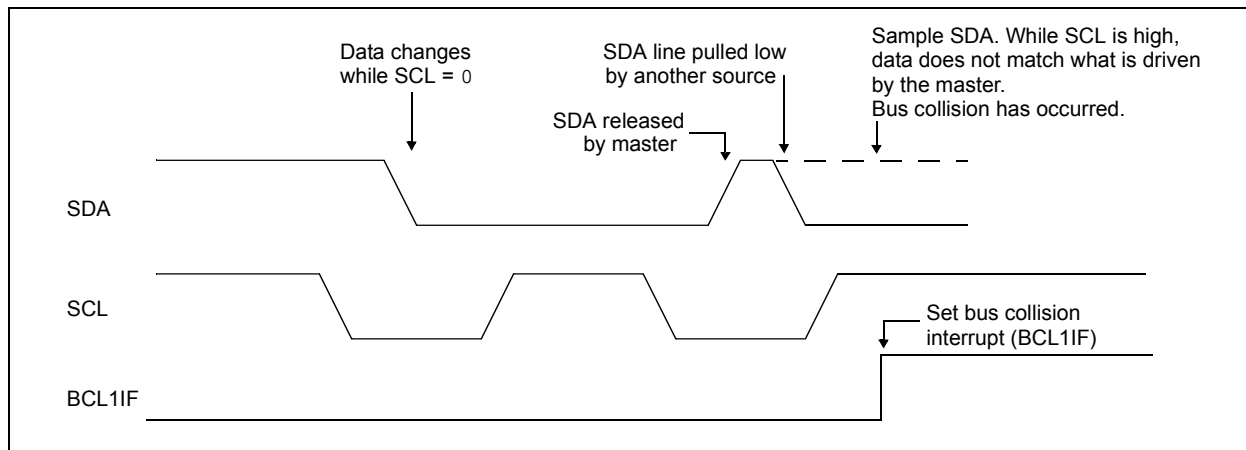 Data changes
while SCL = 0
SDA line pulled low
by another source
Sample SDA. While SCL is high,
data does not match what is driven
by the master.
Bus collision has occurred.
SDA released
by master
SDA
SCL
Set bus collision
interrupt (BCL1IF)
BCL1IF